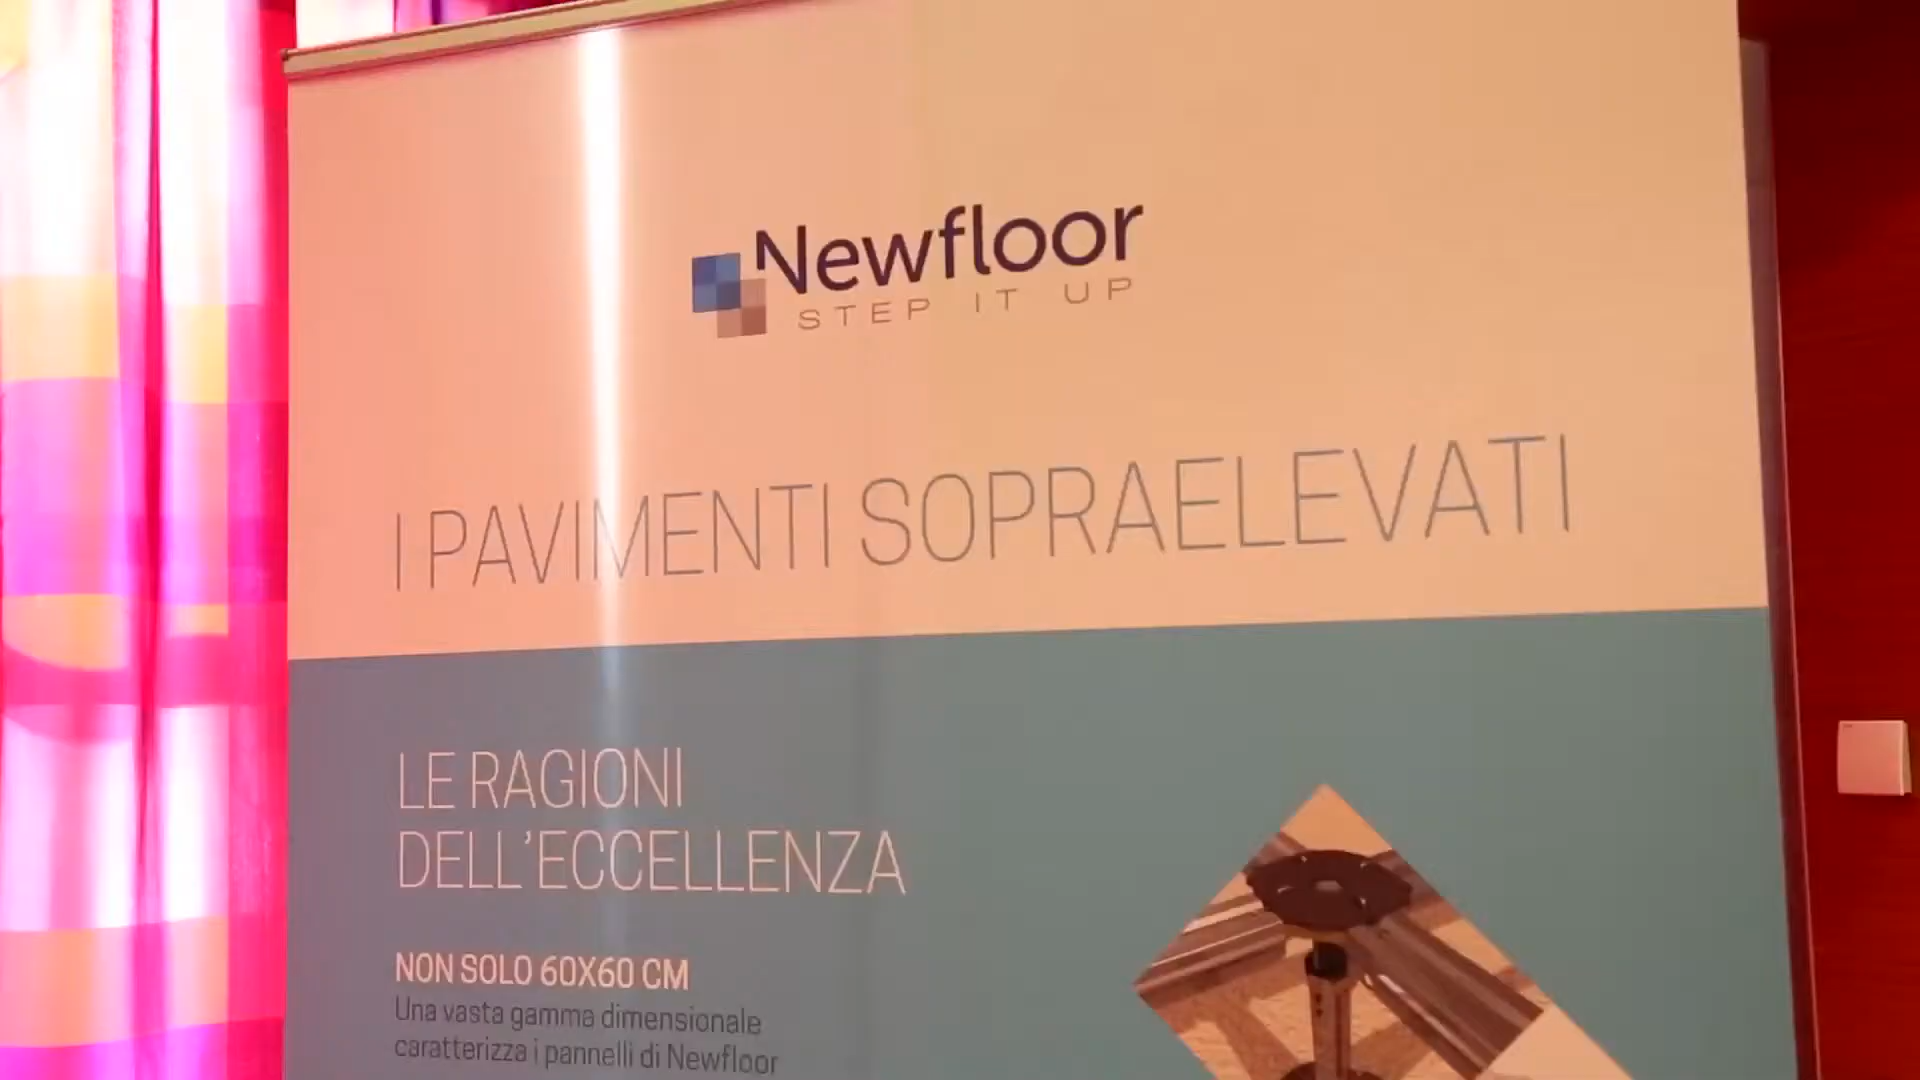 Newfloor
STEP IT UP
I PAVIMENTI SOPRAELEVATI
LE RAGIONI
DELL'ECCELLENZA
NON SOLO 60X60 CM
Una vasta gamma dimensionale
caratterizza i pannelli di Newfloor